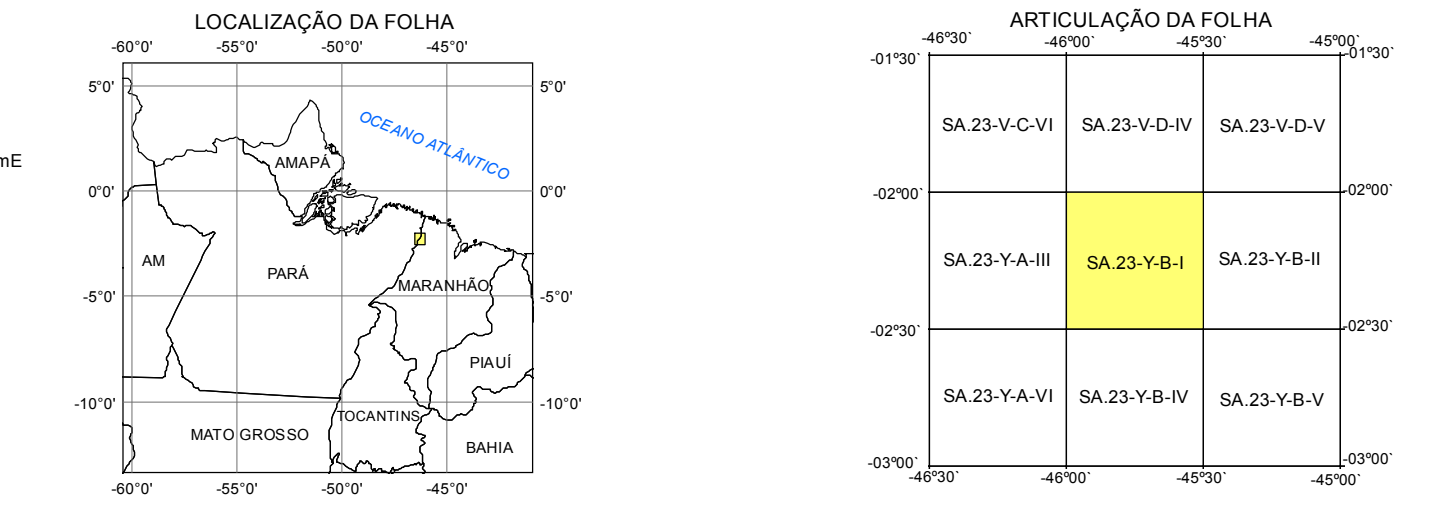 LOCALIZAÇÃO DA FOLHA
-60°0' -55°0' -50°0' -45°0'
5°0' 5°0'
OCEANO ATLÂNTICO
mE
AMAPÁ
0°0' 0°0'
AM PARÁ
MARANHÃO
-5°0' -5°0'
PIAUÍ
-10°0' -10°0'
TOCANTINS
MATO GROSSO
BAHIA
-60°0' -55°0' -50°0' -45°0'
ARTICULAÇÃO DA FOLHA
-46°30` -46°00` -45°30` -45°00`
-01°30` -01°30`
SA.23-V-C-VI SA.23-V-D-IV SA.23-V-D-V
-02°00` -02°00`
SA.23-Y-A-III SA.23-Y-B-I SA.23-Y-B-II
-02°30` -02°30`
SA.23-Y-A-VI SA.23-Y-B-IV SA.23-Y-B-V
-03°00` -03°00`
-46°30` -46°00` -45°30` -45°00`